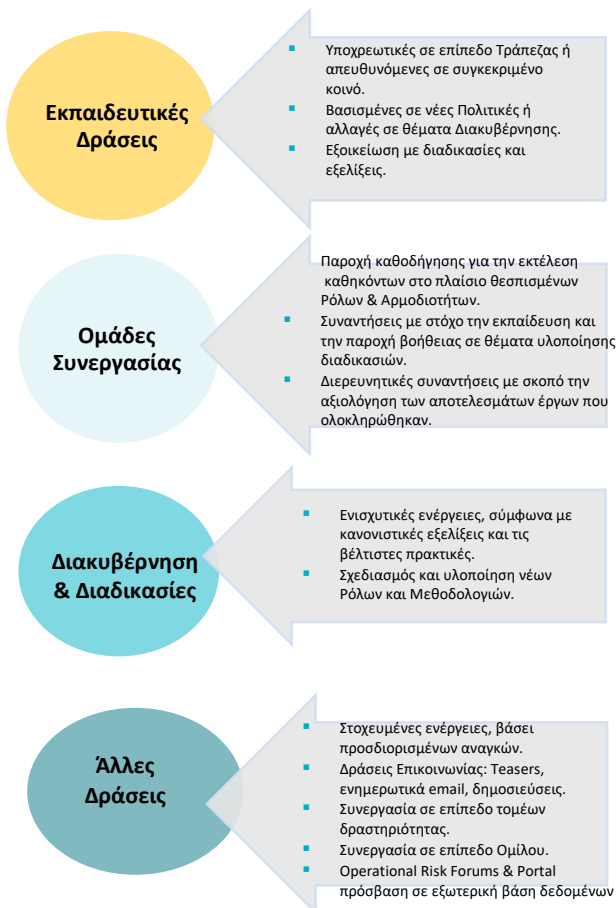 Εκπαιδευτικές
Δράσεις
▪ Υποχρεωτικές σε επίπεδο Τράπεζας ή
απευθυνόμενες σε συγκεκριμένο
κοινό.
▪ Βασισμένες σε νέες Πολιτικές ή
αλλαγές σε θέματα Διακυβέρνησης.
▪ Εξοικείωση με διαδικασίες και
εξελίξεις.
Ομάδες
Συνεργασίας
Παροχή καθοδήγησης για την εκτέλεση
καθηκόντων στο πλαίσιο θεσπισμένων
Ρόλων & Αρμοδιοτήτων.
▪ Συναντήσεις με στόχο την εκπαίδευση και
την παροχή βοήθειας σε θέματα υλοποίησης
διαδικασιών.
▪ Διερευνητικές συναντήσεις με σκοπό την
αξιολόγηση των αποτελεσμάτων έργων που
ολοκληρώθηκαν.
Διακυβέρνηση
& Διαδικασίες
▪ Ενισχυτικές ενέργειες, σύμφωνα με
κανονιστικές εξελίξεις και τις
βέλτιστες πρακτικές.
▪ Σχεδιασμός και υλοποίηση νέων
Ρόλων και Μεθοδολογιών.
Άλλες
Δράσεις
▪ Στοχευμένες ενέργειες, βάσει
προσδιορισμένων αναγκών.
▪ Δράσεις Επικοινωνίας: Teasers,
ενημερωτικά email, δημοσιεύσεις.
▪ Συνεργασία σε επίπεδο τομέων
δραστηριότητας.
▪ Συνεργασία σε επίπεδο Ομίλου.
▪ Operational Risk Forums & Portal
πρόσβαση σε εξωτερική βάση δεδομένων